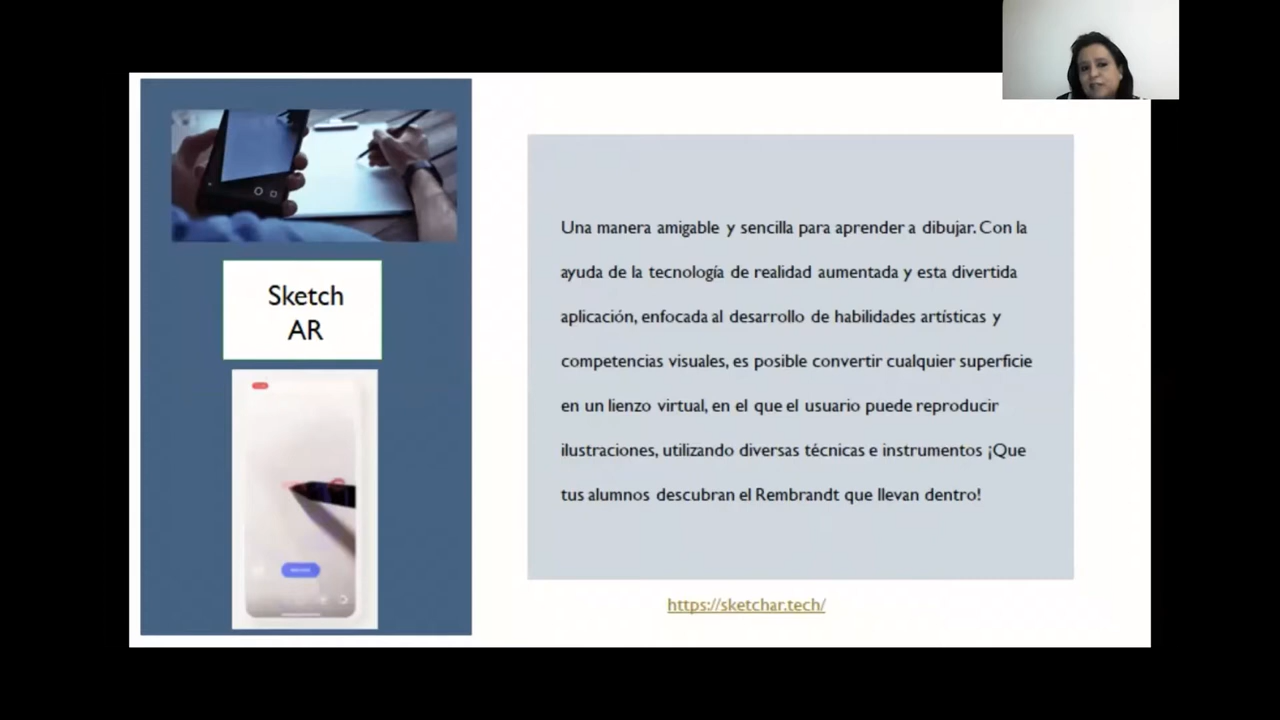 Sketch
AR
Una manera amigable y sencilla para aprender a dibujar. Con la
ayuda de la tecnología de realidad aumentada y esta divertida
aplicación, enfocada al desarrollo de habilidades artísticas y
competencias visuales, es posible convertir cualquier superficie
en un lienzo virtual, en el que el usuario puede reproducir
ilustraciones, utilizando diversas técnicas e instrumentos ¡Que
tus alumnos descubran el Rembrandt que llevan dentro!
https://sketchar.tech/